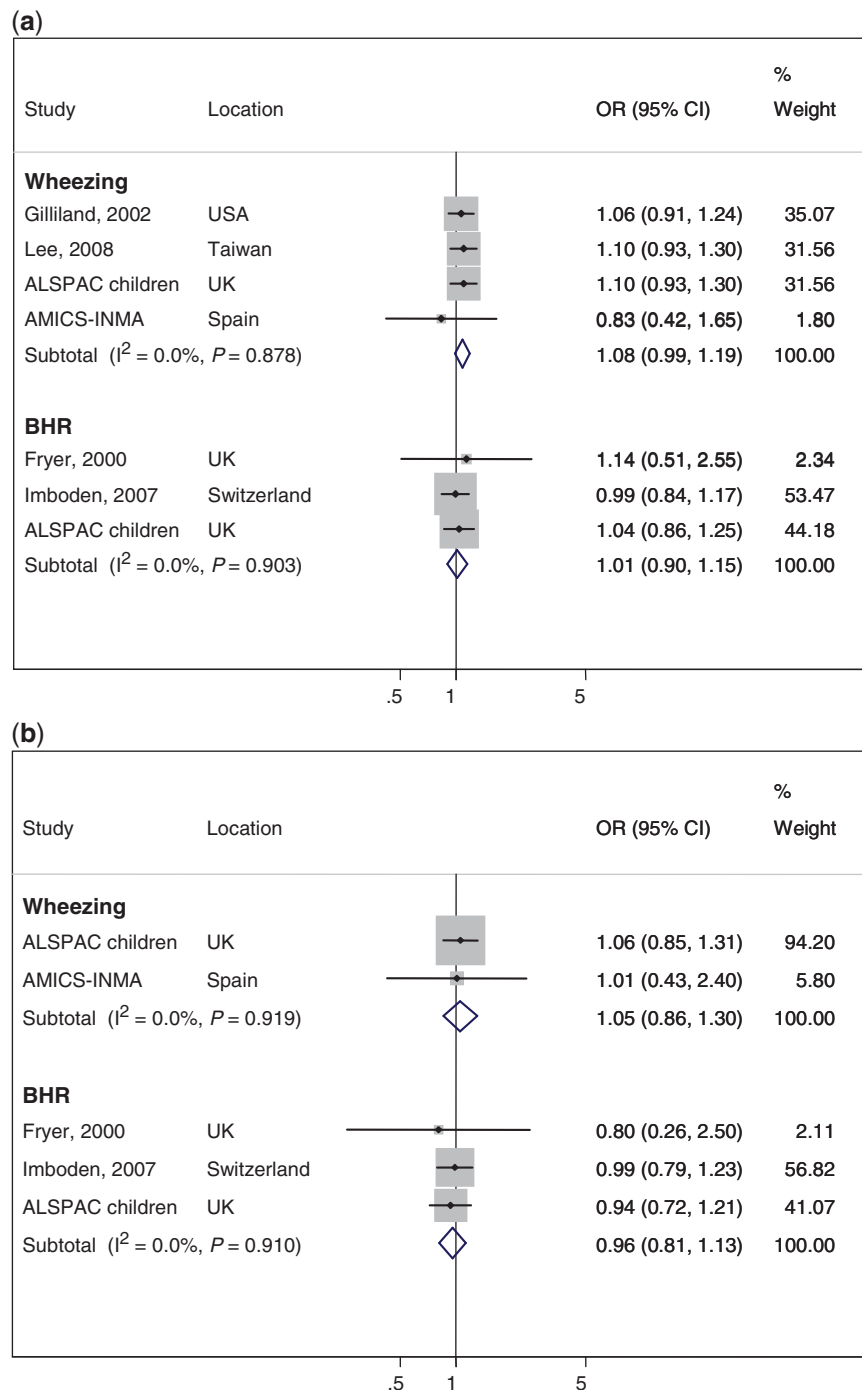 (a)
%
Study Location OR (95% CI) Weight
Wheezing
Gilliland, 2002 USA 1.06 (0.91, 1.24) 35.07
Lee, 2008 Taiwan 1.10 (0.93, 1.30) 31.56
ALSPAC children UK 1.10 (0.93, 1.30) 31.56
AMICS-INMA Spain 0.83 (0.42, 1.65) 1.80
Subtotal (I² = 0.0%, P = 0.878) 1.08 (0.99, 1.19) 100.00
BHR
Fryer, 2000 UK 1.14 (0.51, 2.55) 2.34
Imboden, 2007 Switzerland 0.99 (0.84, 1.17) 53.47
ALSPAC children UK 1.04 (0.86, 1.25) 44.18
Subtotal (I² = 0.0%, P = 0.903) 1.01 (0.90, 1.15) 100.00
.5 1 5
(b)
%
Study Location OR (95% CI) Weight
Wheezing
ALSPAC children UK 1.06 (0.85, 1.31) 94.20
AMICS-INMA Spain 1.01 (0.43, 2.40) 5.80
Subtotal (I² = 0.0%, P = 0.919) 1.05 (0.86, 1.30) 100.00
BHR
Fryer, 2000 UK 0.80 (0.26, 2.50) 2.11
Imboden, 2007 Switzerland 0.99 (0.79, 1.23) 56.82
ALSPAC children UK 0.94 (0.72, 1.21) 41.07
Subtotal (I² = 0.0%, P = 0.910) 0.96 (0.81, 1.13) 100.00
.5 1 5